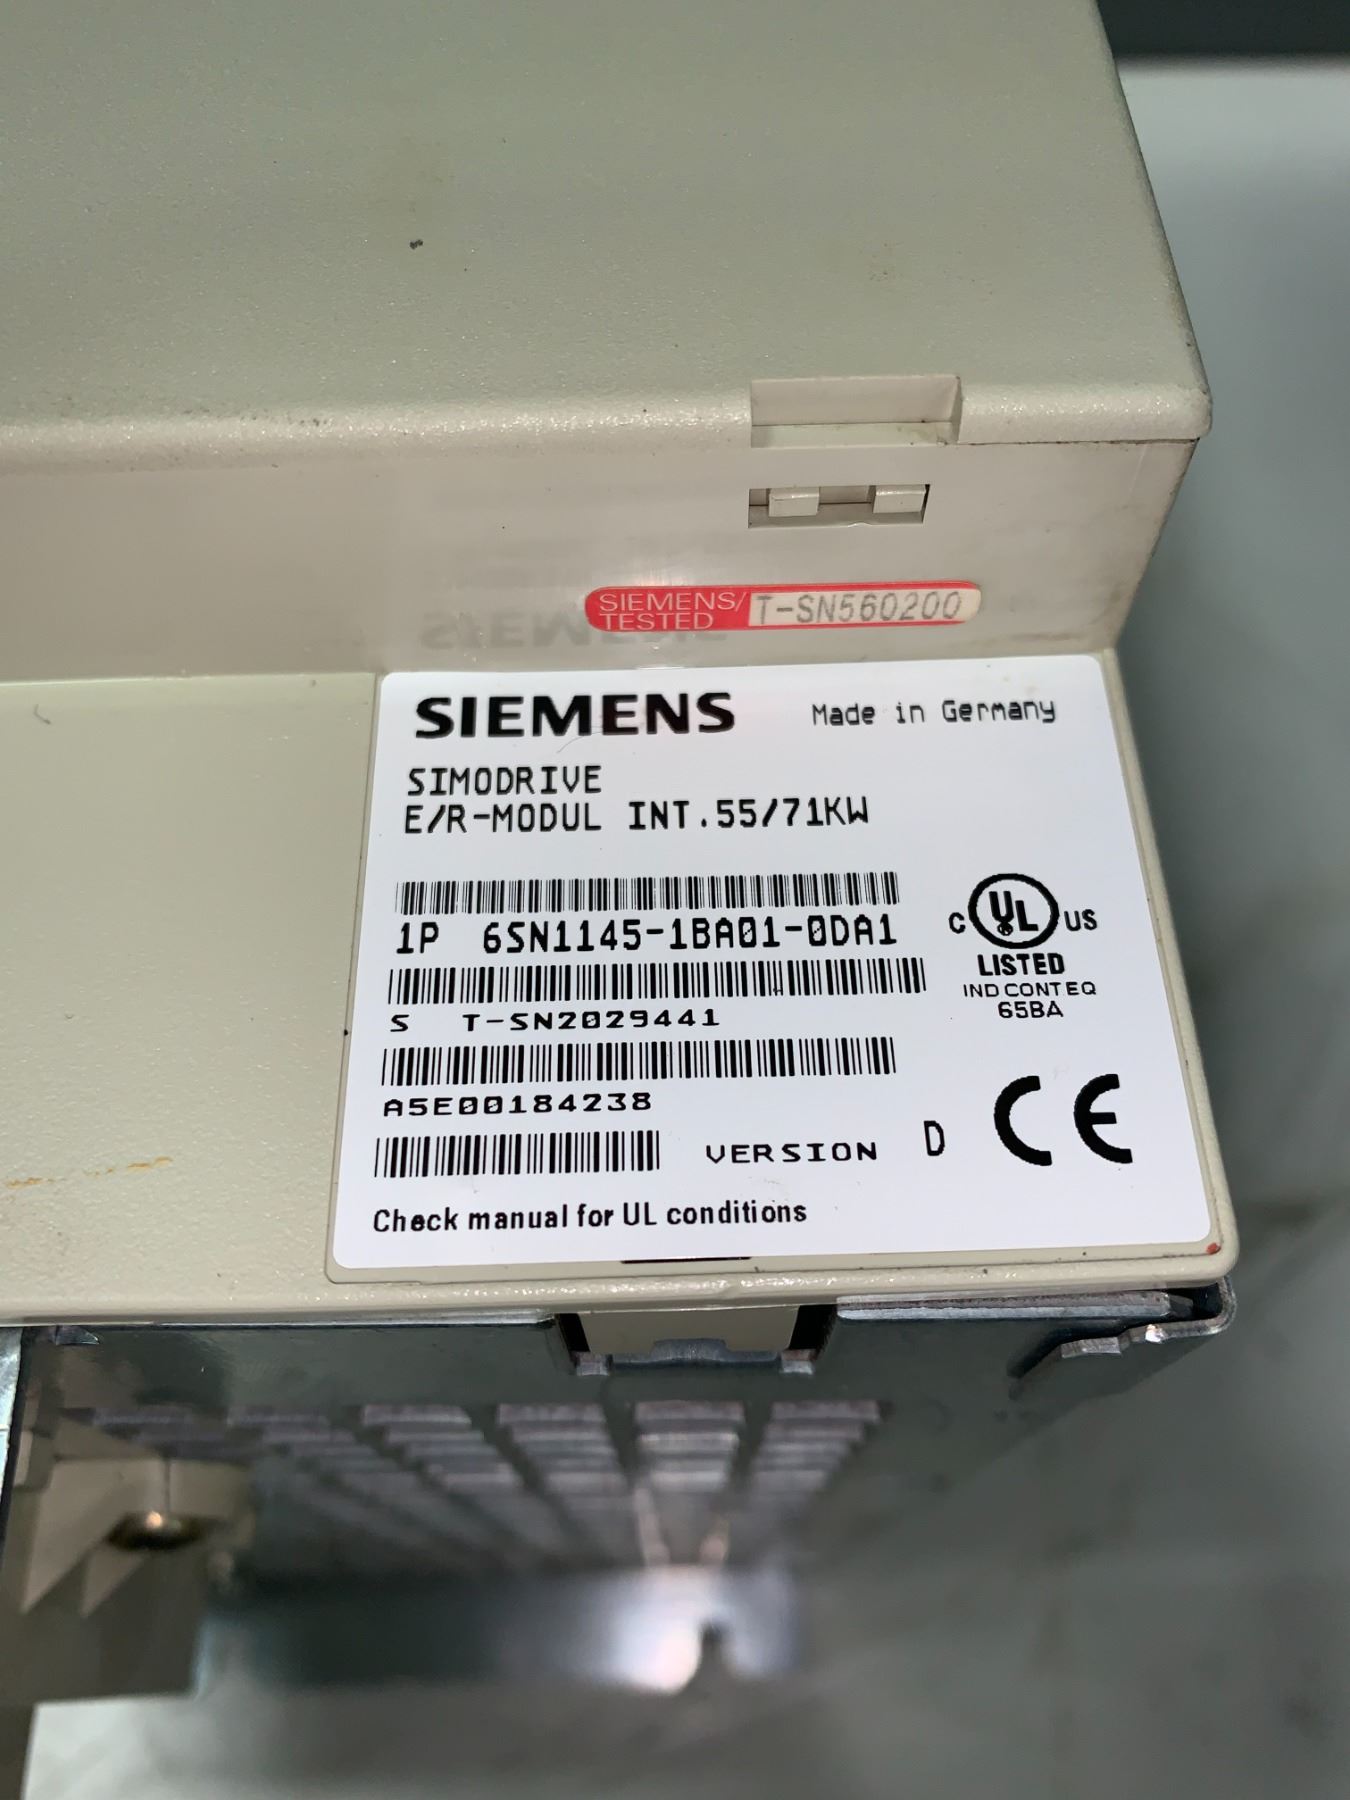 SIEMENS/
TESTED T-SN560200
SIEMENS Made in Germany
SIMODRIVE
E/R-MODUL INT.55/71KW
1P 6SN1145-1BA01-0DA1
C UL US
LISTED
IND CONT EQ
65BA
S T-SN2029441
A5E00184238
VERSION D CE
Check manual for UL conditions